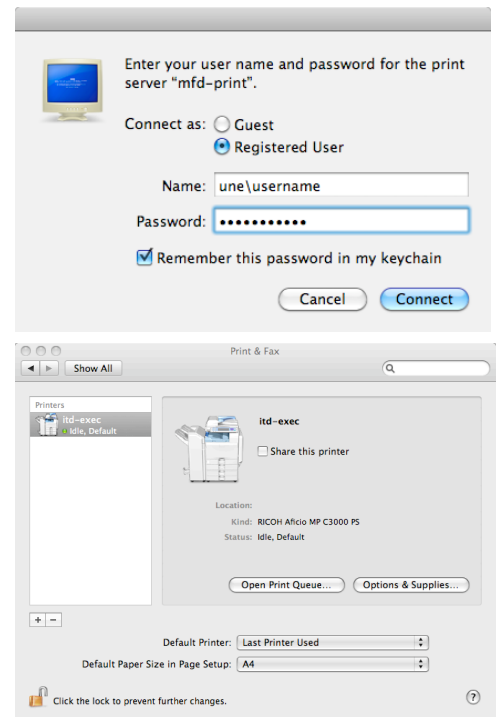 Enter your user name and password for the print
server “mfd-print”.
Connect as: Guest
Registered User
Name: une\username
Password: •••••••••••
Remember this password in my keychain
Cancel Connect
Print & Fax
Show All
Printers
itd-exec
Idle, Default
itd-exec
Share this printer
Location:
Kind: RICOH Aficio MP C3000 PS
Status: Idle, Default
Open Print Queue... Options & Supplies...
+ −
Default Printer: Last Printer Used
Default Paper Size in Page Setup: A4
Click the lock to prevent further changes.
?